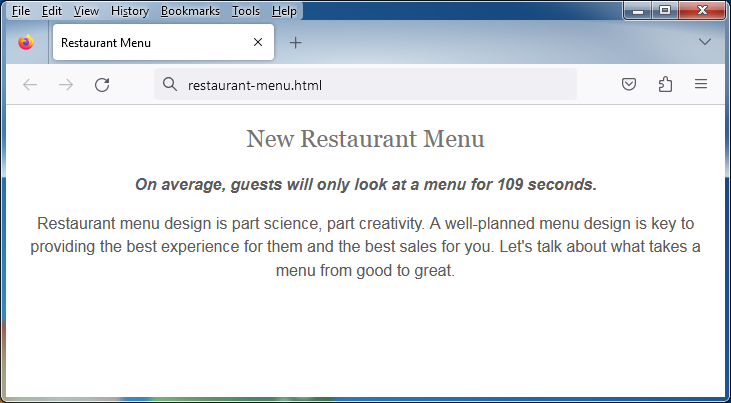 File Edit View History Bookmarks Tools Help
Restaurant Menu
restaurant-menu.html
New Restaurant Menu
On average, guests will only look at a menu for 109 seconds.
Restaurant menu design is part science, part creativity. A well-planned menu design is key to
providing the best experience for them and the best sales for you. Let's talk about what takes a
menu from good to great.